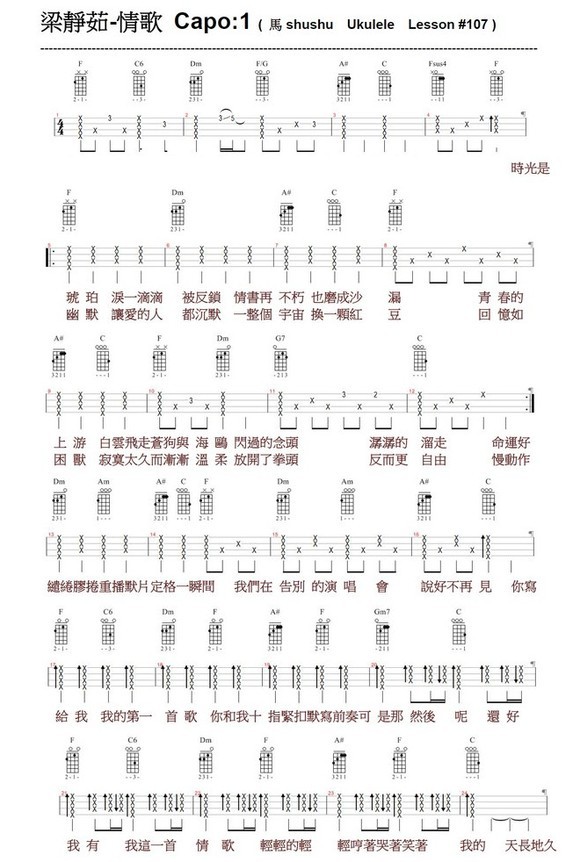 梁靜茹-情歌 Capo:1 ( 馬 shushu Ukulele Lesson #107 )
F C6 Dm F/G A# C Fsus4 F
時光是
F Dm A# C F
琥 珀 淚一滴滴 被反鎖 情書再 不朽 也磨成沙 漏 青 春的
幽 默 讓愛的人 都沉默 一整個 宇宙 換一顆紅 豆 回 憶如
A# C F Dm G7 C
上 游 白雲飛走蒼狗與 海 鷗 閃過的念頭 潺潺的 溜走 命運好
困 獸 寂寞太久而漸漸 溫 柔 放開了拳頭 反而更 自由 慢動作
Dm Am A# C F Dm Am A# C
繾綣膠捲重播默片定格一瞬間 我們在 告別 的演 唱 會 說好不再 見 你寫
F C6 Dm F A# F Gm7 C
給 我 我的第一 首 歌 你和我十 指緊扣默寫前奏可 是那 然後 呢 還 好
F C6 Dm F A# F C
我 有 我這一首 情 歌 輕輕的輕 輕哼著哭著笑著 我的 天長地久